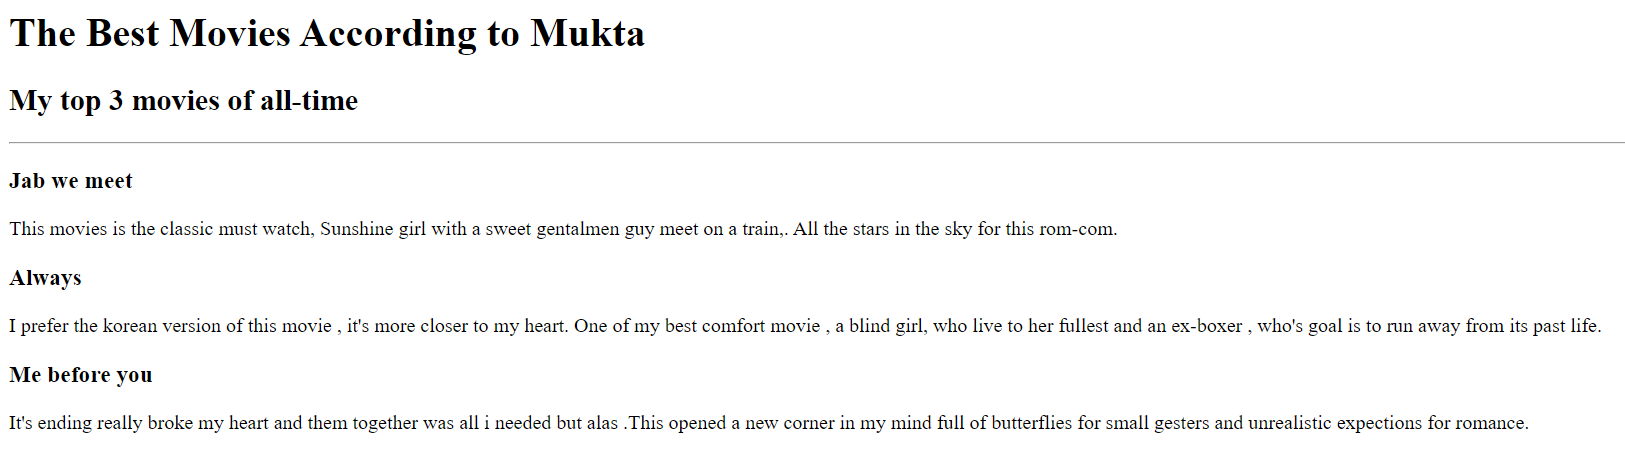 The Best Movies According to Mukta
My top 3 movies of all-time
Jab we meet
This movies is the classic must watch, Sunshine girl with a sweet gentalmen guy meet on a train,. All the stars in the sky for this rom-com.
Always
I prefer the korean version of this movie , it's more closer to my heart. One of my best comfort movie , a blind girl, who live to her fullest and an ex-boxer , who's goal is to run away from its past life.
Me before you
It's ending really broke my heart and them together was all i needed but alas .This opened a new corner in my mind full of butterflies for small gesters and unrealistic expections for romance.